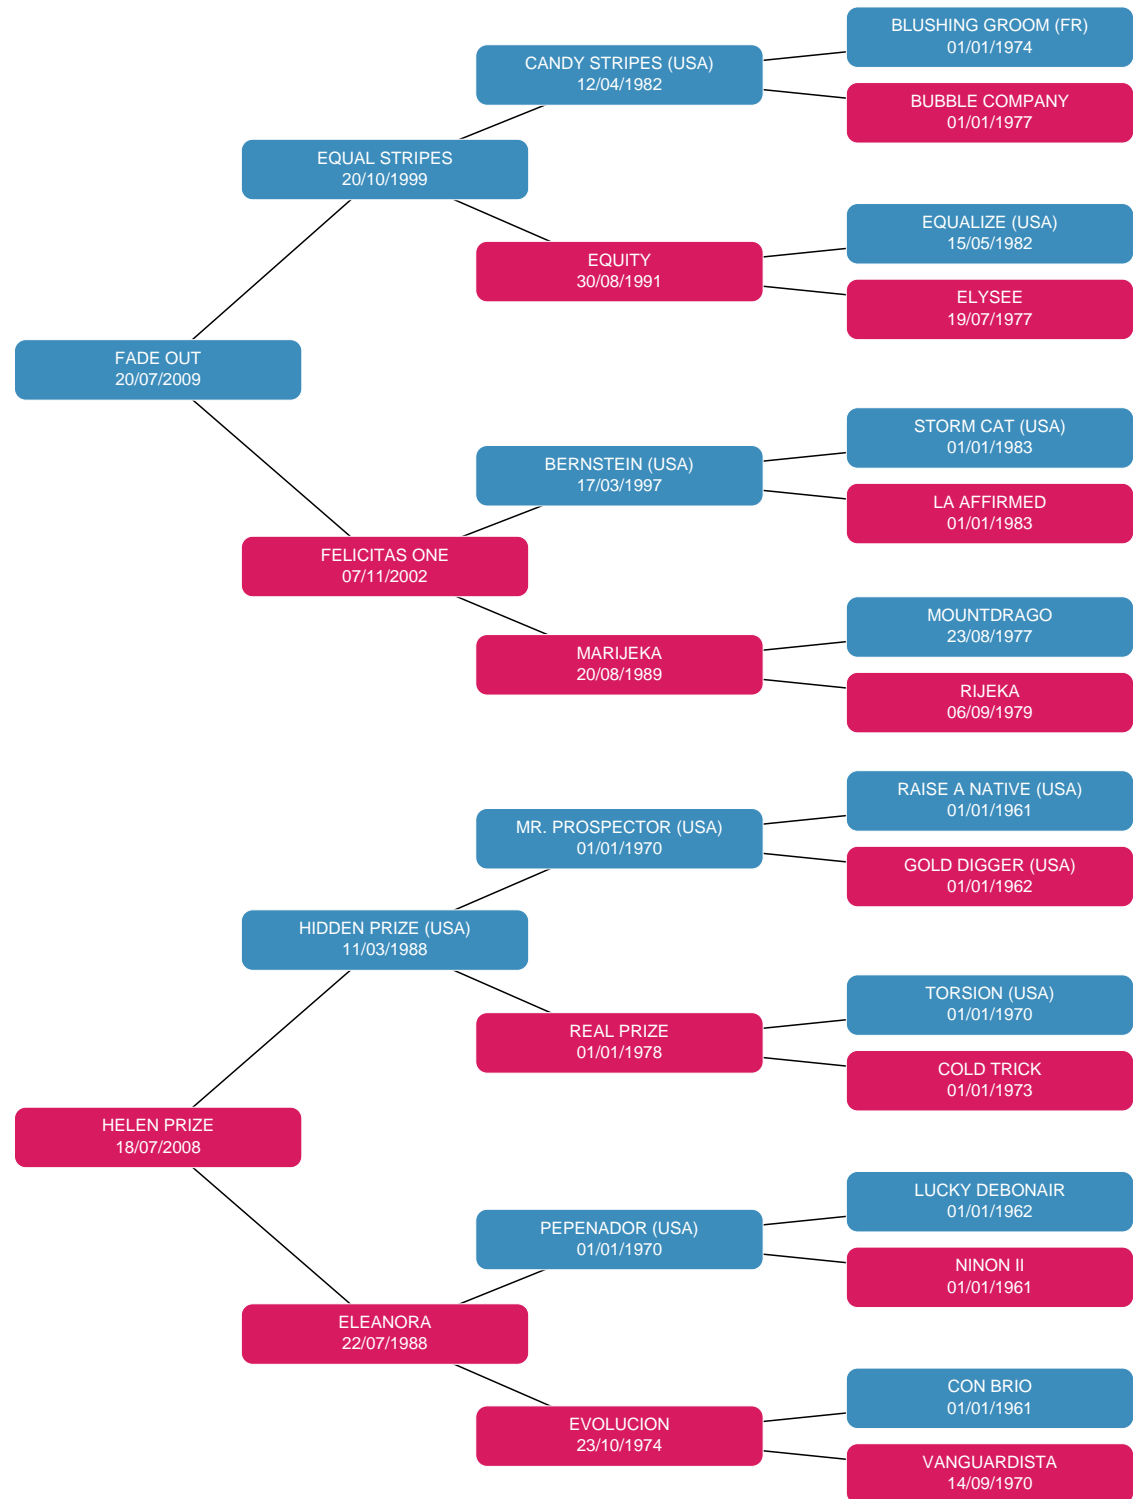 BLUSHING GROOM (FR)
01/01/1974
CANDY STRIPES (USA)
12/04/1982
BUBBLE COMPANY
01/01/1977
EQUAL STRIPES
20/10/1999
EQUALIZE (USA)
15/05/1982
EQUITY
30/08/1991
ELYSEE
19/07/1977
FADE OUT
20/07/2009
STORM CAT (USA)
01/01/1983
BERNSTEIN (USA)
17/03/1997
LA AFFIRMED
01/01/1983
FELICITAS ONE
07/11/2002
MOUNTDRAGO
23/08/1977
MARIJEKA
20/08/1989
RIJEKA
06/09/1979
RAISE A NATIVE (USA)
01/01/1961
MR. PROSPECTOR (USA)
01/01/1970
GOLD DIGGER (USA)
01/01/1962
HIDDEN PRIZE (USA)
11/03/1988
TORSION (USA)
01/01/1970
REAL PRIZE
01/01/1978
COLD TRICK
01/01/1973
HELEN PRIZE
18/07/2008
LUCKY DEBONAIR
01/01/1962
PEPENADOR (USA)
01/01/1970
NINON II
01/01/1961
ELEANORA
22/07/1988
CON BRIO
01/01/1961
EVOLUCION
23/10/1974
VANGUARDISTA
14/09/1970